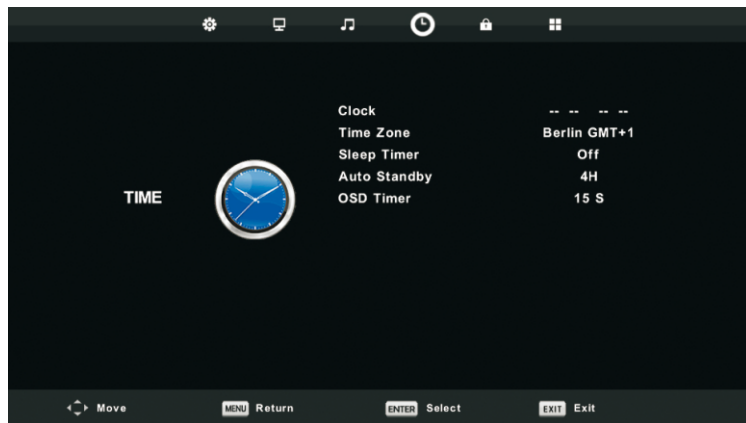 Clock -- -- -- --
Time Zone Berlin GMT+1
Sleep Timer Off
Auto Standby 4H
TIME
OSD Timer 15 S
Move MENU Return ENTER Select EXIT Exit